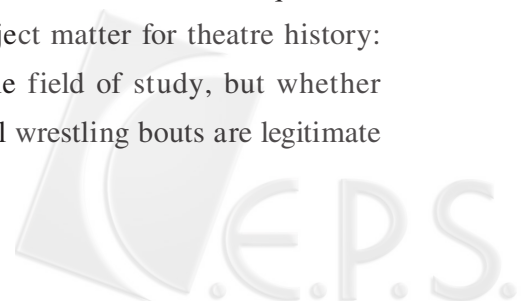 ject matter for theatre history:
e field of study, but whether
l wrestling bouts are legitimate
C.E.P.S.